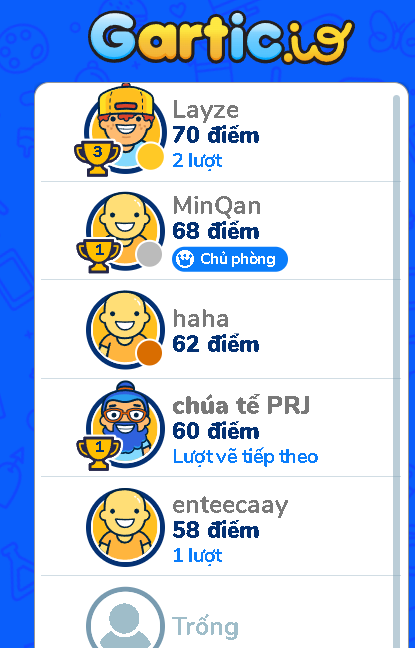 Gartic.io
Layze
70 điểm
3
2 lượt
MinQan
68 điểm
1
Chủ phòng
haha
62 điểm
chúa tể PRJ
60 điểm
1
Lượt vẽ tiếp theo
enteecaay
58 điểm
1 lượt
Trống